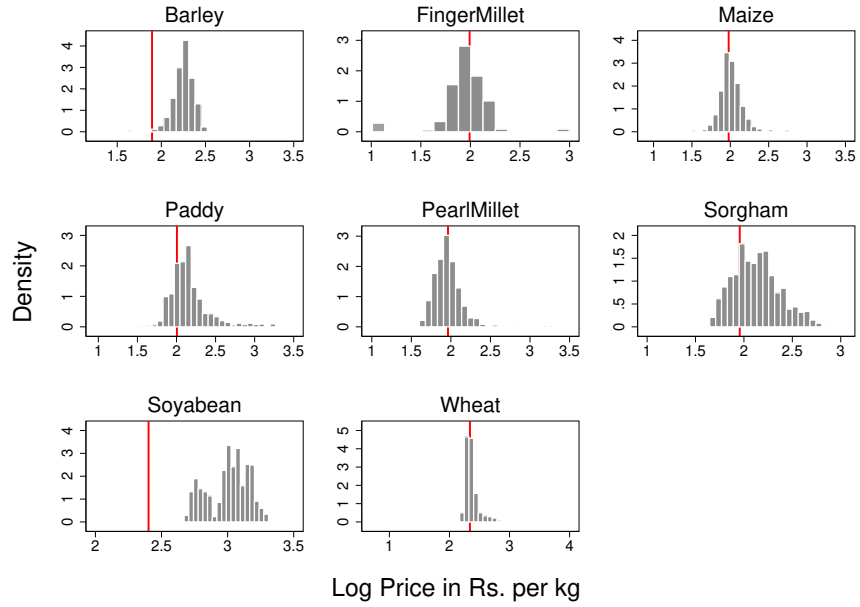 Barley
FingerMillet
Maize
0 1 2 3 4
1.5 2 2.5 3 3.5
0 1 2 3
1 1.5 2 2.5 3
0 1 2 3 4
1 1.5 2 2.5 3 3.5
Paddy
PearlMillet
Sorgham
0 1 2 3
1 1.5 2 2.5 3 3.5
0 1 2 3
1 1.5 2 2.5 3 3.5
0 .5 1 1.5 2
1 1.5 2 2.5 3
Density
Soyabean
Wheat
0 1 2 3 4
2 2.5 3 3.5
0 1 2 3 4 5
1 2 3 4
Log Price in Rs. per kg